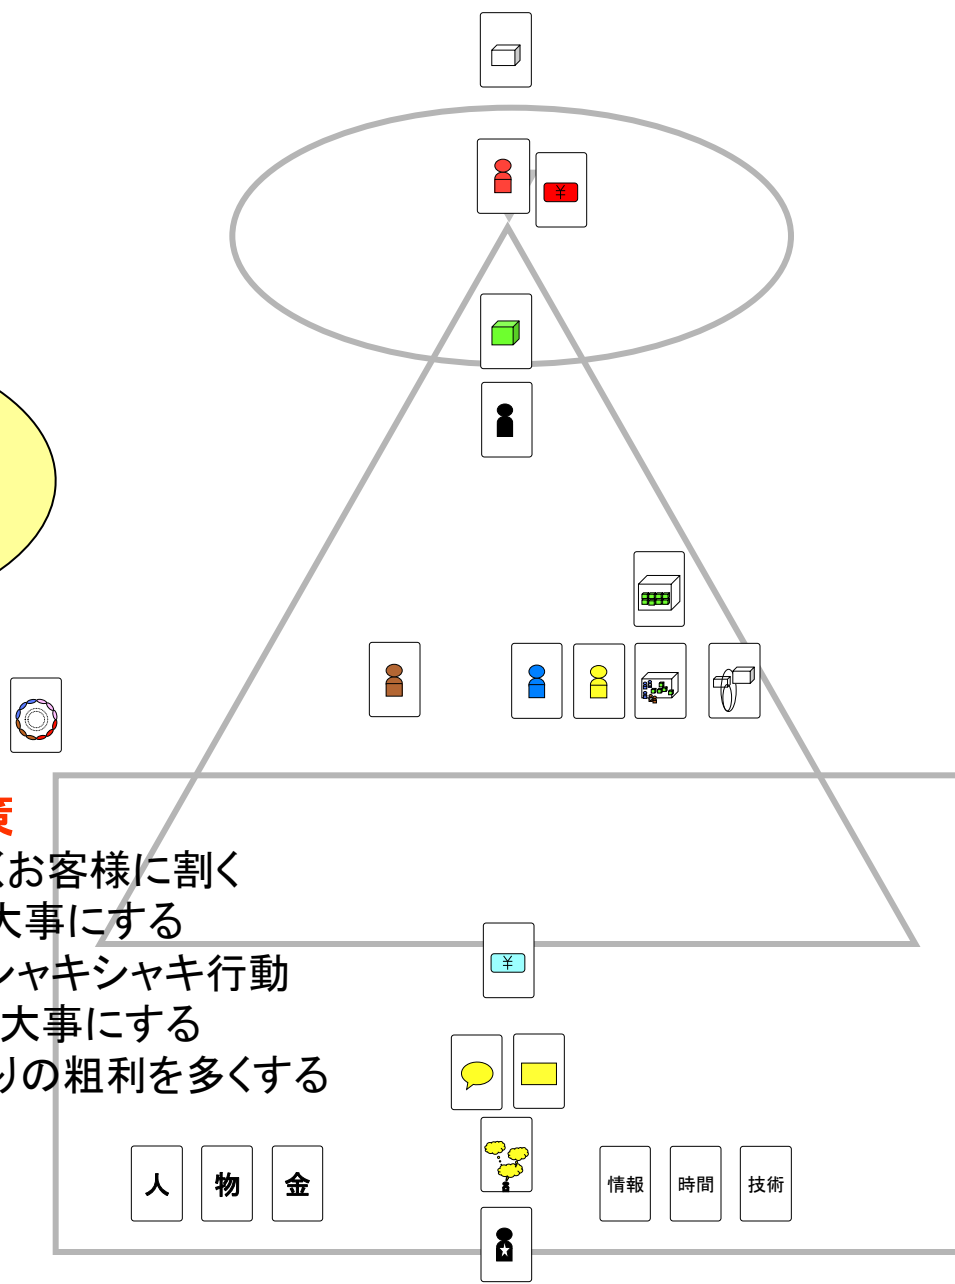 ¥
策
くお客様に割く
大事にする
シャキシャキ行動
大事にする
りの粗利を多くする
¥
人 物 金 情報 時間 技術